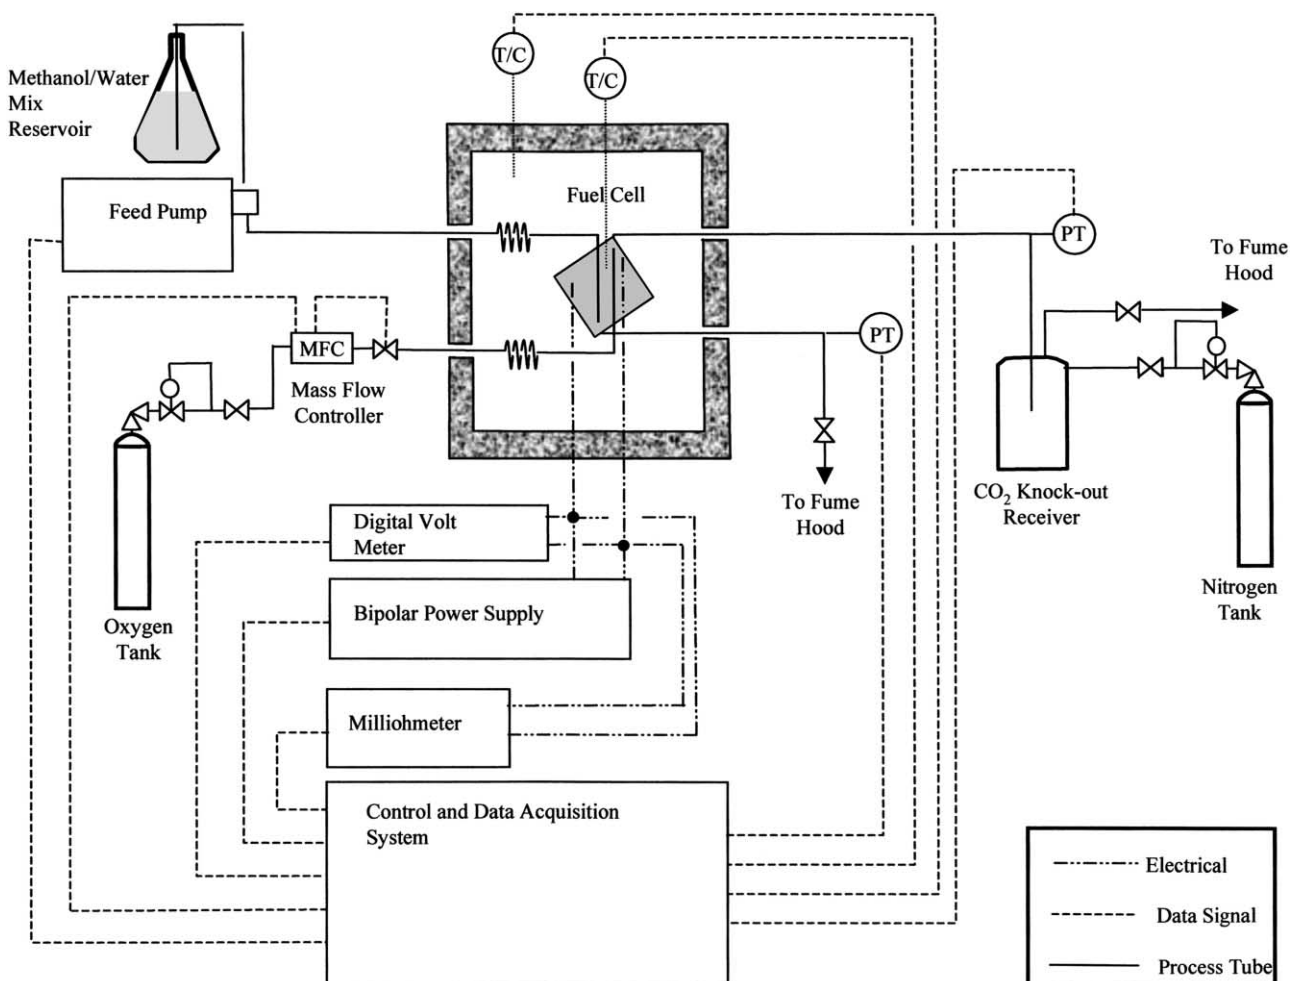 T/C
T/C
Methanol/Water
Mix
Reservoir
Feed Pump
Fuel Cell
PT
To Fume
Hood
PT
MFC
Mass Flow
Controller
To Fume
Hood
CO₂ Knock-out
Receiver
Nitrogen
Tank
Oxygen
Tank
Digital Volt
Meter
Bipolar Power Supply
Milliohmeter
Control and Data Acquisition
System
Electrical
Data Signal
Process Tube